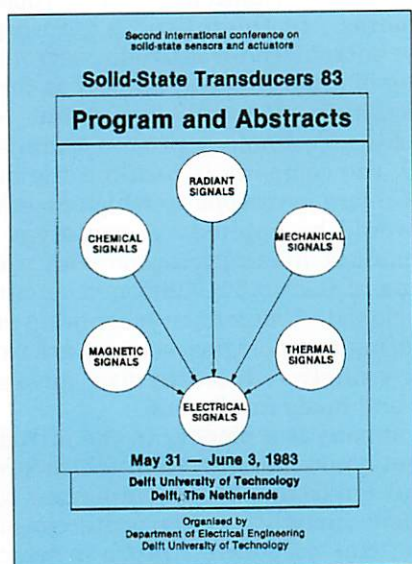 Second international conference on
solid-state sensors and actuators
Solid-State Transducers 83
Program and Abstracts
RADIANT
SIGNALS
CHEMICAL
SIGNALS
MECHANICAL
SIGNALS
MAGNETIC
SIGNALS
THERMAL
SIGNALS
ELECTRICAL
SIGNALS
May 31 — June 3, 1983
Delft University of Technology
Delft, The Netherlands
Organised by
Department of Electrical Engineering
Delft University of Technology